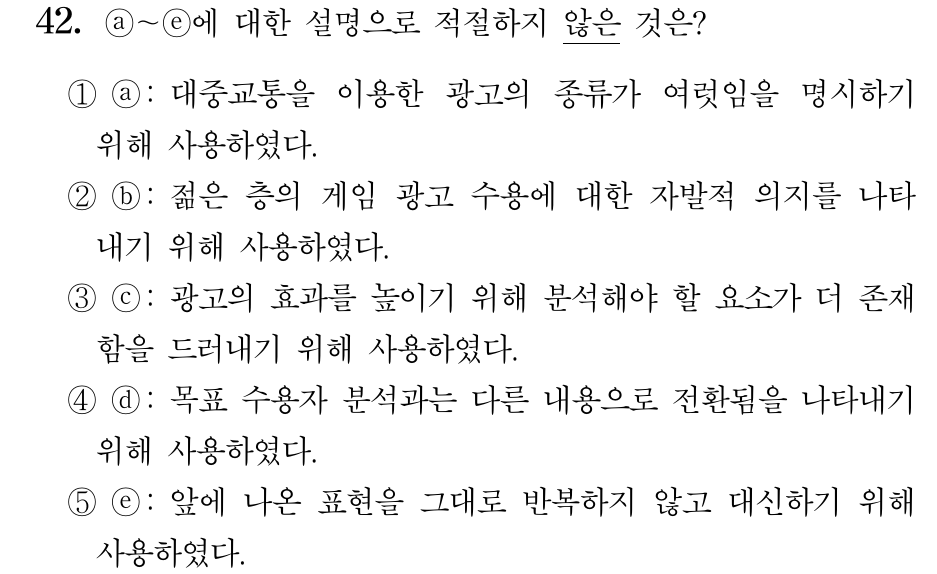 42. ⓐ~ⓔ에 대한 설명으로 적절하지 않은 것은?
① ⓐ: 대중교통을 이용한 광고의 종류가 여럿임을 명시하기
위해 사용하였다.
② ⓑ: 젊은 층의 게임 광고 수용에 대한 자발적 의지를 나타
내기 위해 사용하였다.
③ ⓒ: 광고의 효과를 높이기 위해 분석해야 할 요소가 더 존재
함을 드러내기 위해 사용하였다.
④ ⓓ: 목표 수용자 분석과는 다른 내용으로 전환됨을 나타내기
위해 사용하였다.
⑤ ⓔ: 앞에 나온 표현을 그대로 반복하지 않고 대신하기 위해
사용하였다.